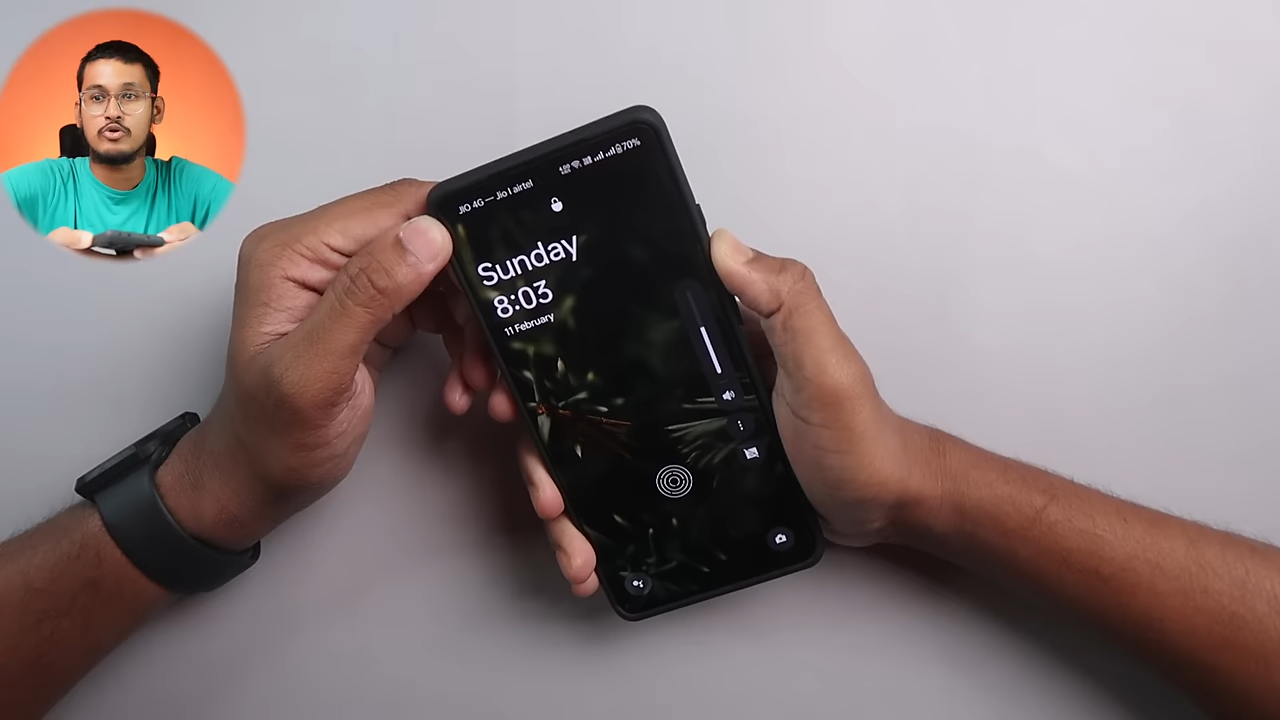 JIO 4G — Jio | airtel
70%
Sunday
8:03
11 February